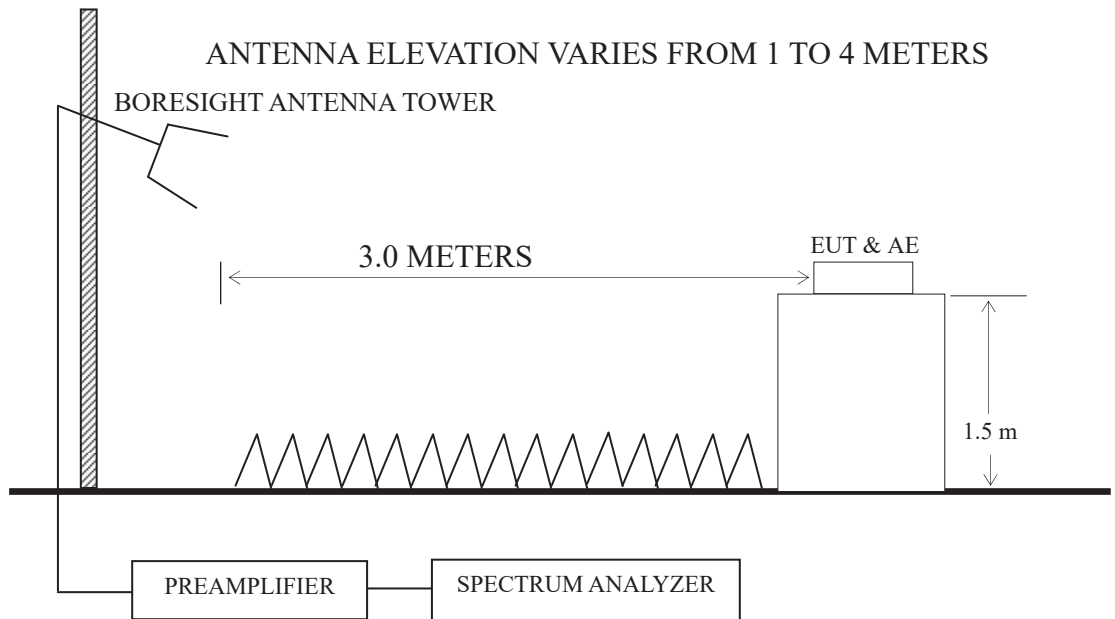 ANTENNA ELEVATION VARIES FROM 1 TO 4 METERS
BORESIGHT ANTENNA TOWER
EUT & AE
3.0 METERS
1.5 m
PREAMPLIFIER
SPECTRUM ANALYZER